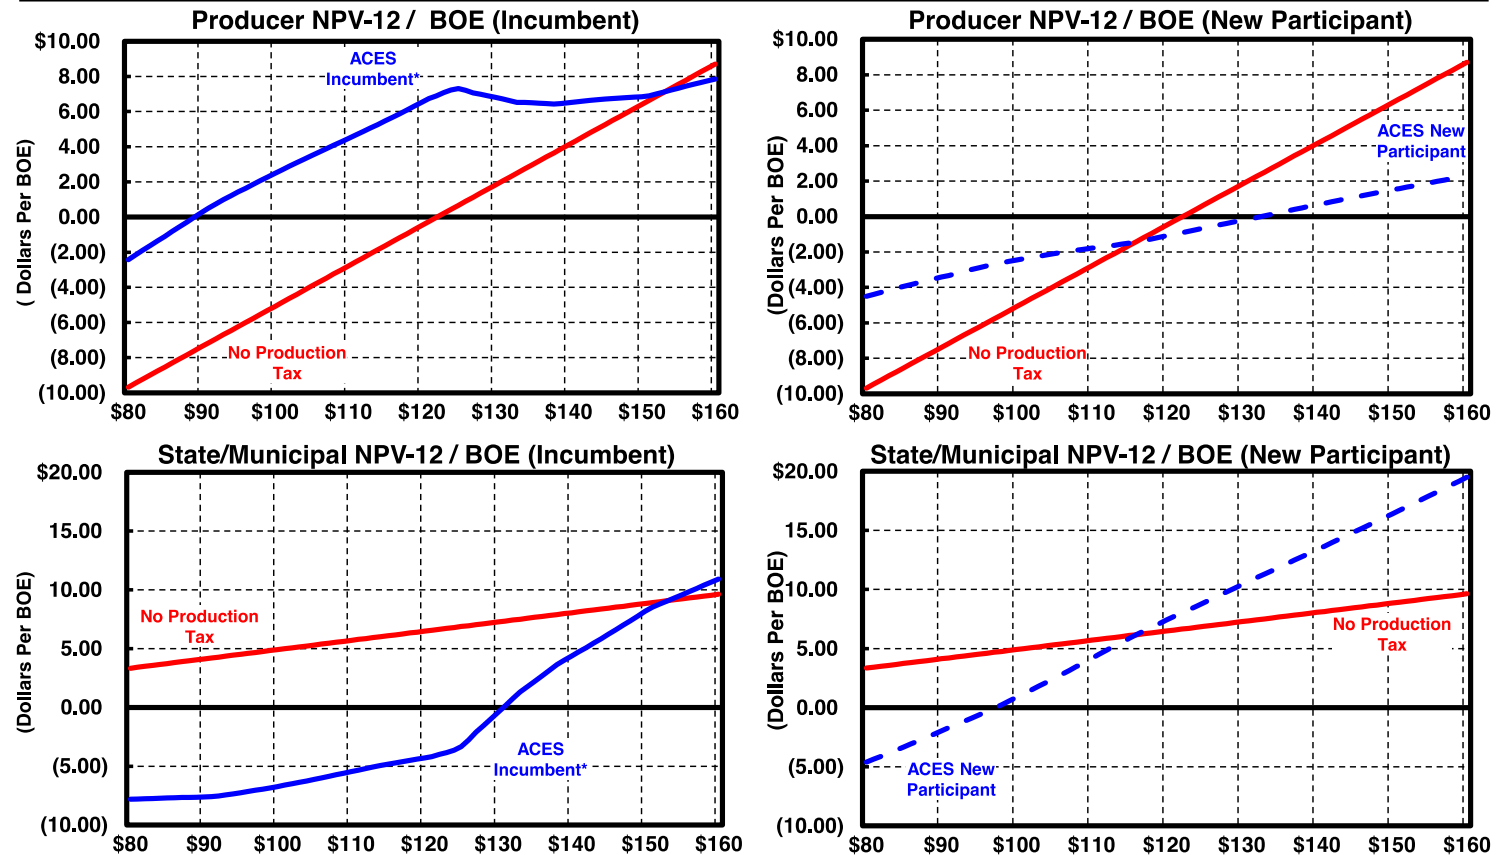 Producer NPV-12 / BOE (Incumbent)
$10.00
8.00
6.00
4.00
2.00
0.00
(2.00)
(4.00)
(6.00)
(8.00)
(10.00)
( Dollars Per BOE)
ACES
Incumbent*
No Production
Tax
$80 $90 $100 $110 $120 $130 $140 $150 $160
Producer NPV-12 / BOE (New Participant)
$10.00
8.00
6.00
4.00
2.00
0.00
(2.00)
(4.00)
(6.00)
(8.00)
(10.00)
(Dollars Per BOE)
ACES New
Participant
No Production
Tax
$80 $90 $100 $110 $120 $130 $140 $150 $160
State/Municipal NPV-12 / BOE (Incumbent)
$20.00
15.00
10.00
5.00
0.00
(5.00)
(10.00)
(Dollars Per BOE)
No Production
Tax
ACES
Incumbent*
$80 $90 $100 $110 $120 $130 $140 $150 $160
State/Municipal NPV-12 / BOE (New Participant)
$20.00
15.00
10.00
5.00
0.00
(5.00)
(10.00)
(Dollars Per BOE)
No Production
Tax
ACES New
Participant
$80 $90 $100 $110 $120 $130 $140 $150 $160